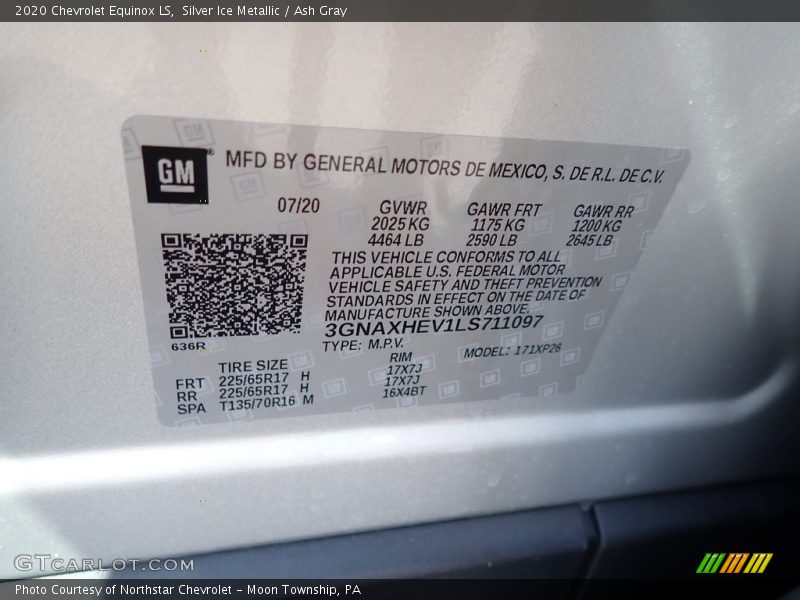 2020 Chevrolet Equinox LS,  Silver Ice Metallic / Ash Gray
GM
® MFD BY GENERAL MOTORS DE MEXICO, S. DE R.L. DE C.V.
07/20 GVWR GAWR FRT GAWR RR
2025 KG 1175 KG 1200 KG
4464 LB 2590 LB 2645 LB
THIS VEHICLE CONFORMS TO ALL
APPLICABLE U.S. FEDERAL MOTOR
VEHICLE SAFETY AND THEFT PREVENTION
STANDARDS IN EFFECT ON THE DATE OF
MANUFACTURE SHOWN ABOVE.
3GNAXHEV1LS711097
636R
TYPE: M.P.V. MODEL: 171XP26
TIRE SIZE RIM
FRT 225/65R17 H 17X7J
RR 225/65R17 H 17X7J
SPA T135/70R16 M 16X4BT
GTCARLOT.COM
Photo Courtesy of Northstar Chevrolet – Moon Township, PA